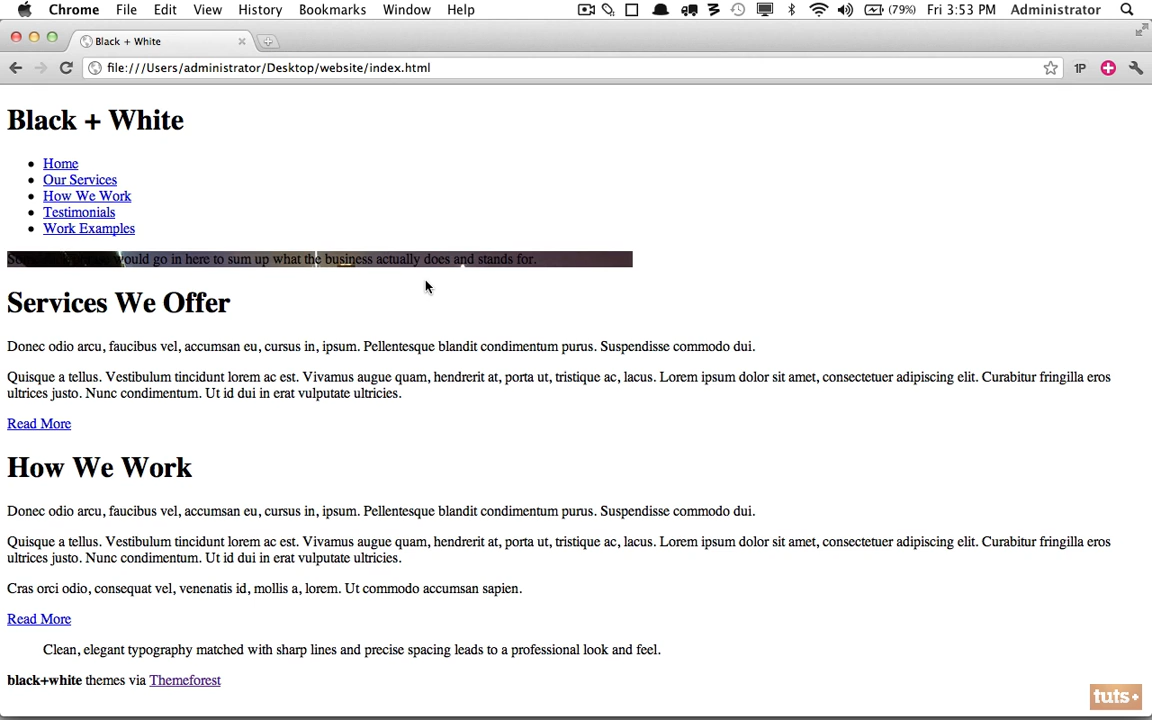 Chrome File Edit View History Bookmarks Window Help (79%) Fri 3:53 PM Administrator
Black + White
file:///Users/administrator/Desktop/website/index.html 1P
Black + White
Home
Our Services
How We Work
Testimonials
Work Examples
would go in here to sum up what the business actually does and stands for.
Services We Offer
Donec odio arcu, faucibus vel, accumsan eu, cursus in, ipsum. Pellentesque blandit condimentum purus. Suspendisse commodo dui.
Quisque a tellus. Vestibulum tincidunt lorem ac est. Vivamus augue quam, hendrerit at, porta ut, tristique ac, lacus. Lorem ipsum dolor sit amet, consectetuer adipiscing elit. Curabitur fringilla eros
ultrices justo. Nunc condimentum. Ut id dui in erat vulputate ultricies.
Read More
How We Work
Donec odio arcu, faucibus vel, accumsan eu, cursus in, ipsum. Pellentesque blandit condimentum purus. Suspendisse commodo dui.
Quisque a tellus. Vestibulum tincidunt lorem ac est. Vivamus augue quam, hendrerit at, porta ut, tristique ac, lacus. Lorem ipsum dolor sit amet, consectetuer adipiscing elit. Curabitur fringilla eros
ultrices justo. Nunc condimentum. Ut id dui in erat vulputate ultricies.
Cras orci odio, consequat vel, venenatis id, mollis a, lorem. Ut commodo accumsan sapien.
Read More
Clean, elegant typography matched with sharp lines and precise spacing leads to a professional look and feel.
black+white themes via Themeforest
tuts+